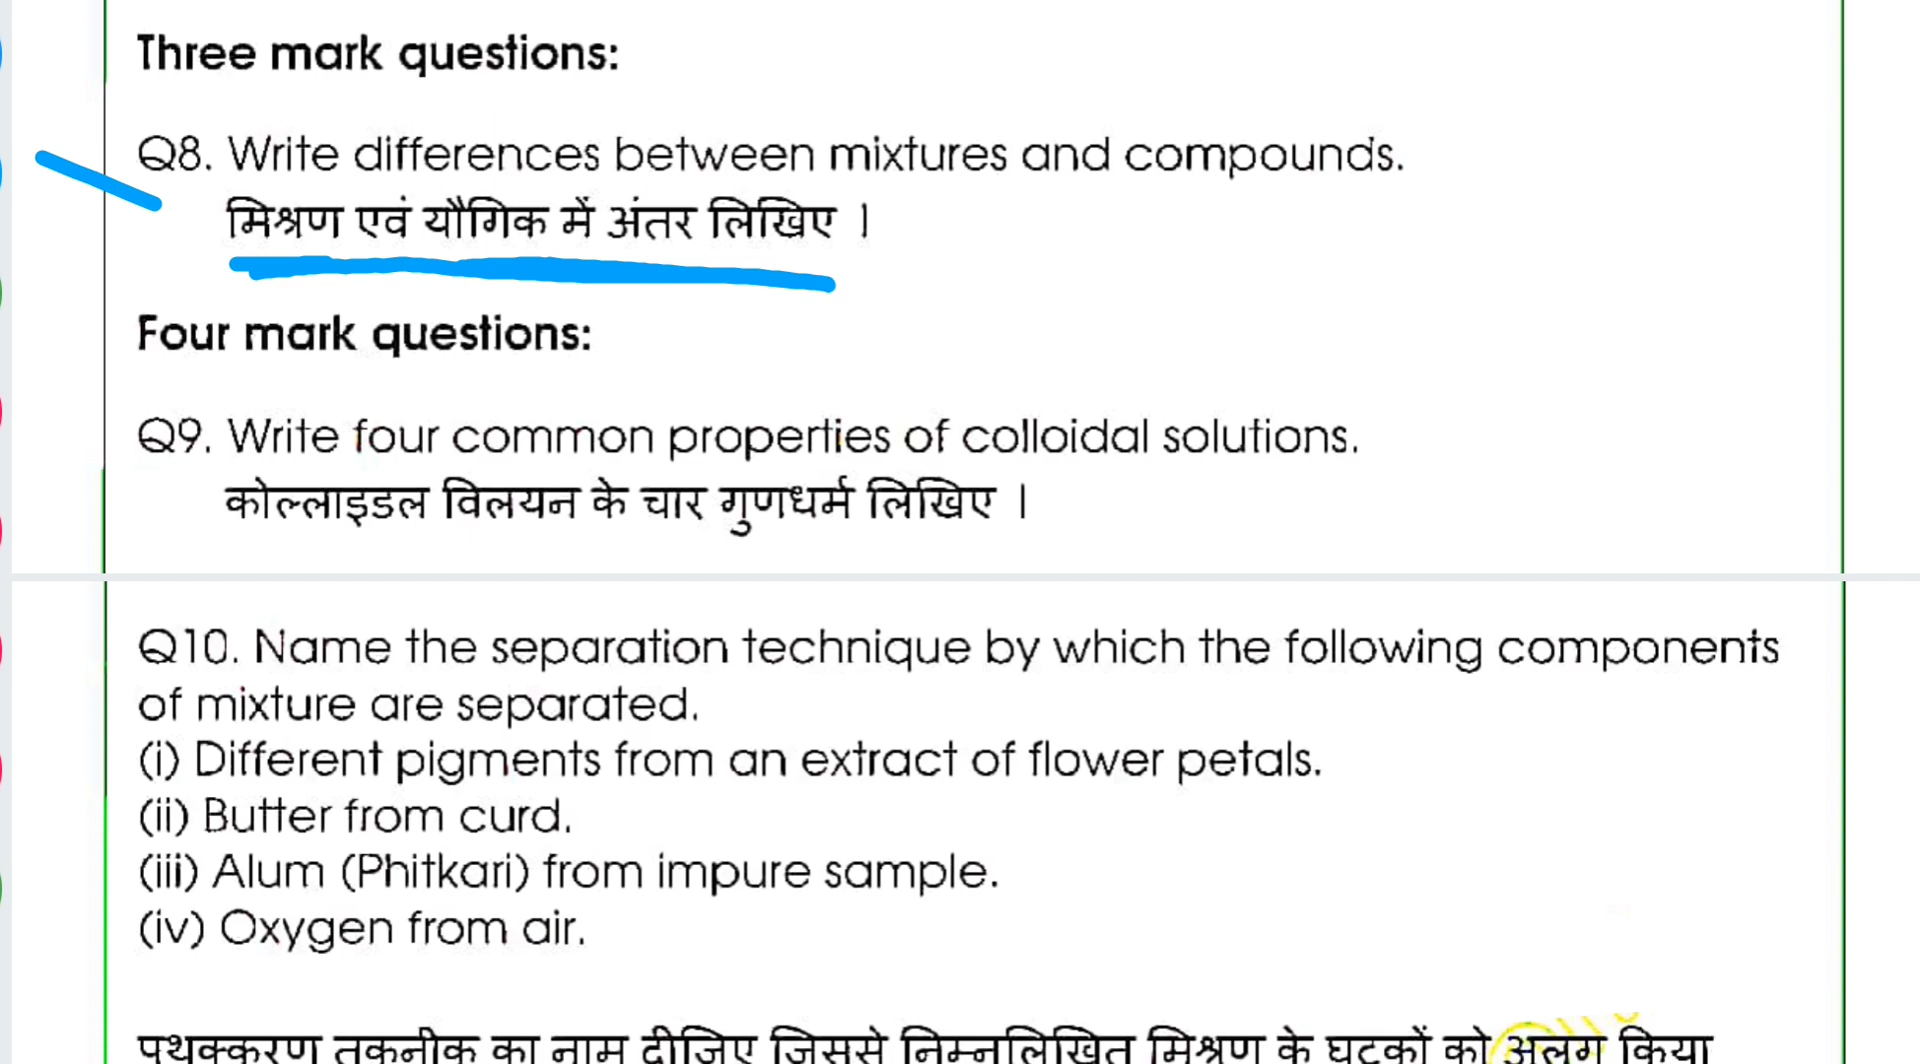 Three mark questions:
Q8. Write differences between mixtures and compounds.
मिश्रण एवं यौगिक में अंतर लिखिए ।
Four mark questions:
Q9. Write four common properties of colloidal solutions.
कोल्लाइडल विलयन के चार गुणधर्म लिखिए ।
Q10. Name the separation technique by which the following components
of mixture are separated.
(i) Different pigments from an extract of flower petals.
(ii) Butter from curd.
(iii) Alum (Phitkari) from impure sample.
(iv) Oxygen from air.
पृथक्करण तकनीक का नाम दीजिए जिससे निम्नलिखित मिश्रण के घटकों को अलग किया